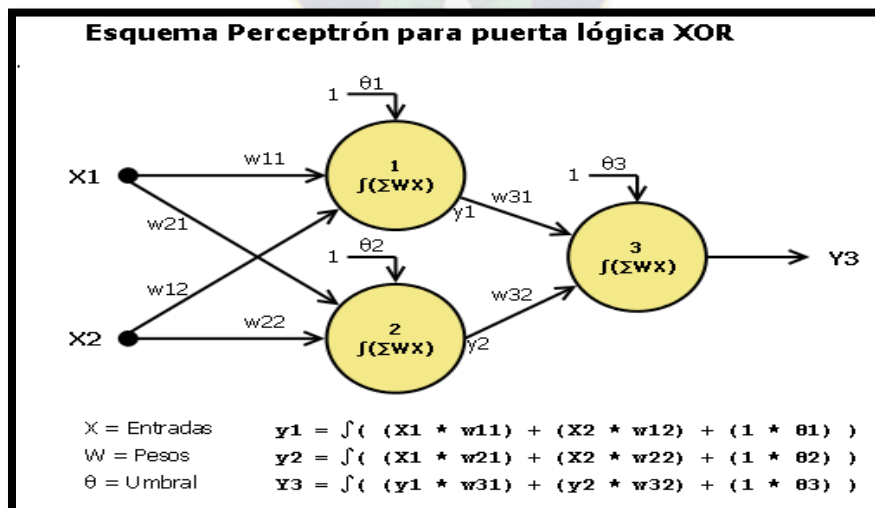 Esquema Perceptrón para puerta lógica XOR
1 θ1
X1
w11
1
∫(ΣWX)
y1
w31
1 θ3
w21
1 θ2
3
∫(ΣWX)
Y3
w12
w32
X2
w22
2
∫(ΣWX)
y2
X = Entradas y1 = ∫( (X1 * w11) + (X2 * w12) + (1 * θ1) )
W = Pesos y2 = ∫( (X1 * w21) + (X2 * w22) + (1 * θ2) )
θ = Umbral Y3 = ∫( (y1 * w31) + (y2 * w32) + (1 * θ3) )